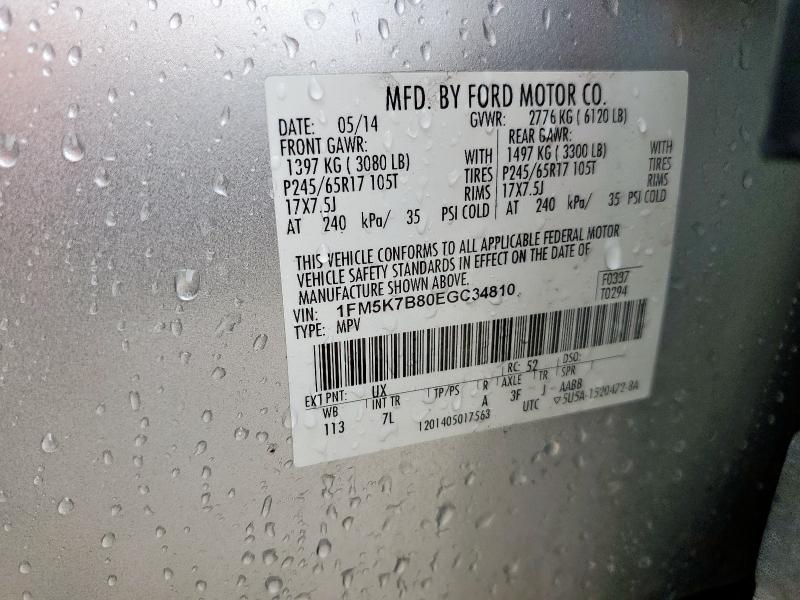 MFD. BY FORD MOTOR CO.
DATE: 05/14 GVWR: 2776 KG ( 6120 LB)
FRONT GAWR: REAR GAWR:
1397 KG ( 3080 LB) WITH 1497 KG ( 3300 LB) WITH
P245/65R17 105T TIRES P245/65R17 105T TIRES
17X7.5J RIMS 17X7.5J RIMS
AT 240 kPa/ 35 PSI COLD AT 240 kPa/ 35 PSI COLD
THIS VEHICLE CONFORMS TO ALL APPLICABLE FEDERAL MOTOR
VEHICLE SAFETY STANDARDS IN EFFECT ON THE DATE OF
MANUFACTURE SHOWN ABOVE.
VIN: 1FM5K7B80EGC34810
TYPE: MPV
F0337
T0294
EXT PNT: UX RC: 52 DSO:
WB INT TR TP/PS R AXLE TR SPR
113 7L A 3F J AABB
1201405017563 UTC ▽5U5A-1520472-BA